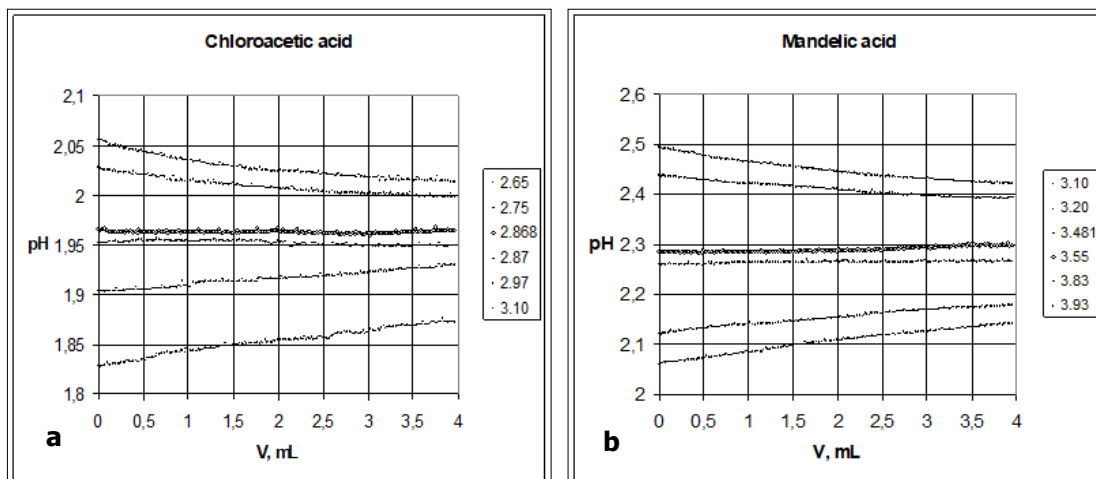 Chloroacetic acid
2,1
2,05
2
1,95
1,9
1,85
1,8
pH
0 0,5 1 1,5 2 2,5 3 3,5 4
V, mL
2.65
2.75
2.868
2.87
2.97
3.10
a
Mandelic acid
2,6
2,5
2,4
2,3
2,2
2,1
2
pH
0 0,5 1 1,5 2 2,5 3 3,5 4
V, mL
3.10
3.20
3.481
3.55
3.83
3.93
b